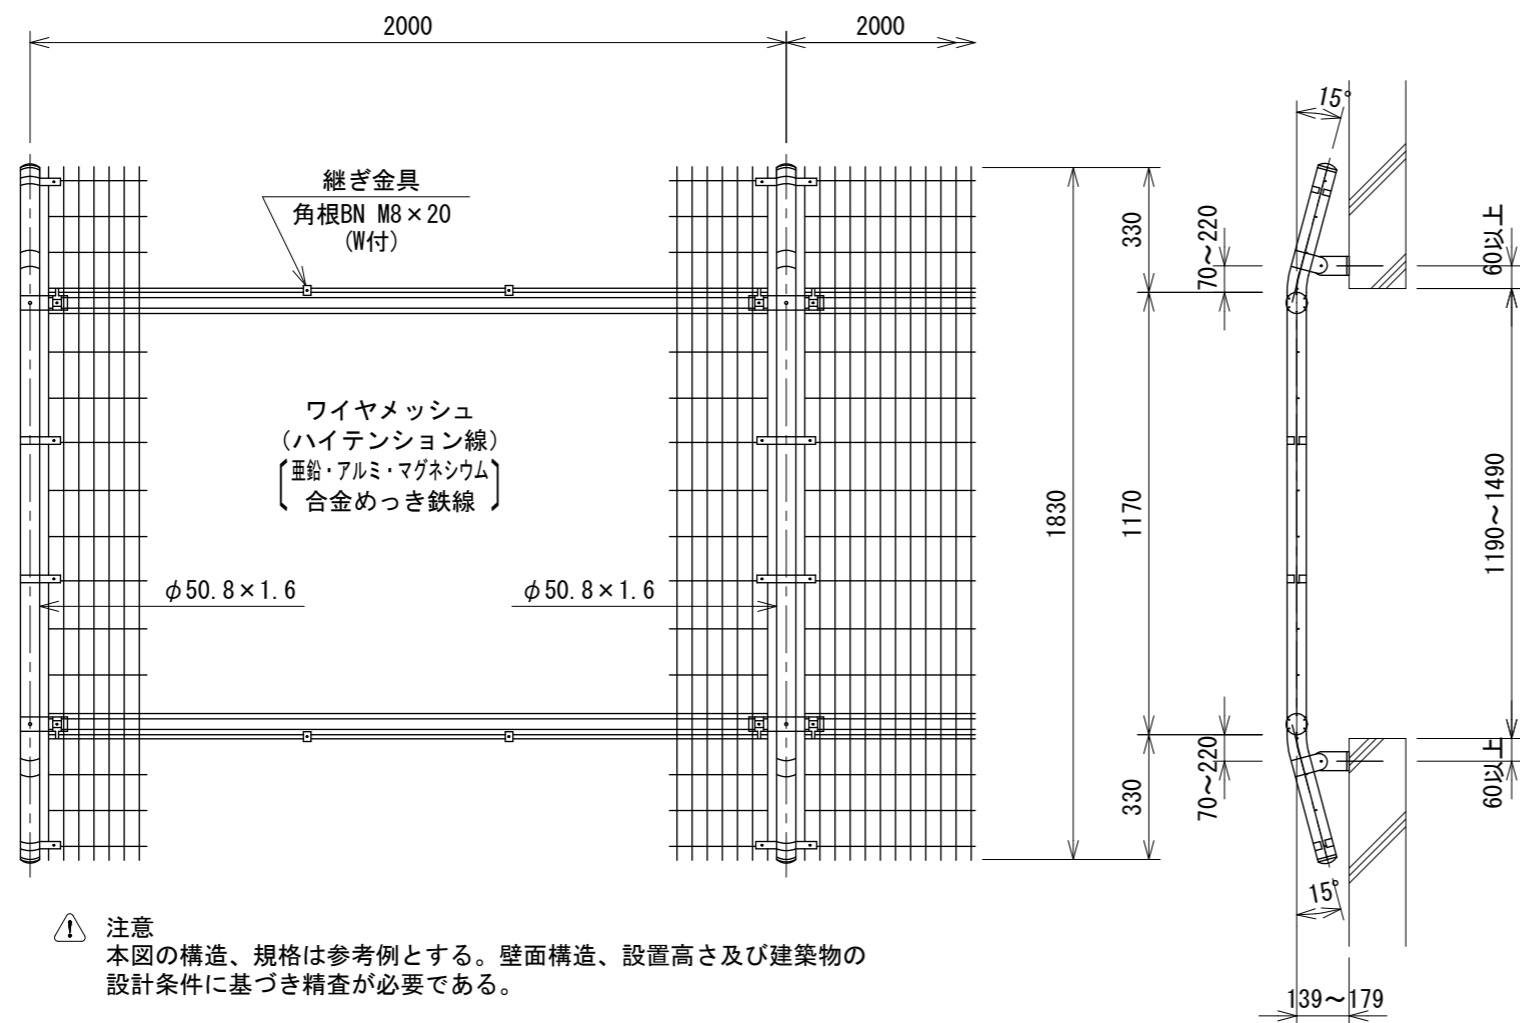 2000
2000
15°
継ぎ金具
角根BN M8×20
(W付)
330
70～220
60以上
ワイヤメッシュ
(ハイテンション線)
亜鉛・アルミ・マグネシウム
合金めっき鉄線
1830
1170
1190～1490
φ50.8×1.6
φ50.8×1.6
330
70～220
60以上
15°
注意
本図の構造、規格は参考例とする。壁面構造、設置高さ及び建築物の
設計条件に基づき精査が必要である。
139～179